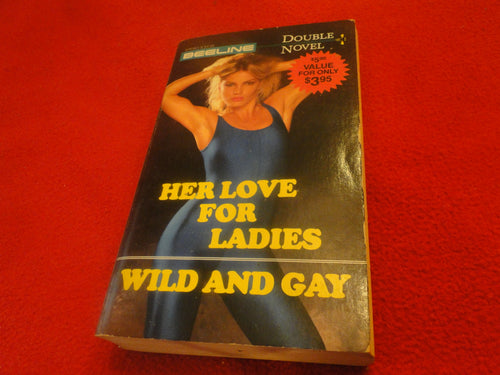 BEELINE
DOUBLE
NOVEL
$5.90
VALUE
FOR ONLY
$3.95
HER LOVE
FOR
LADIES
WILD AND GAY